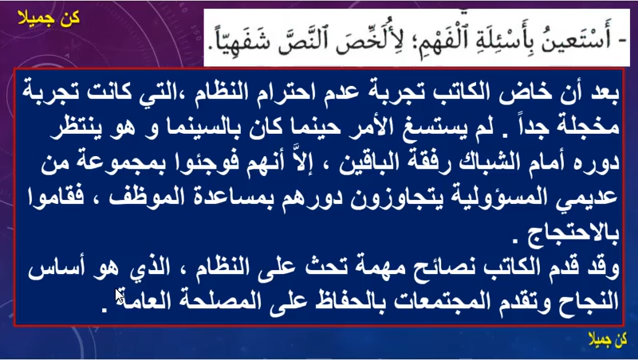 كن جميلا
- أَسْتَعينُ بِأَسْئِلَةِ ٱلْفَهْمِ؛ لِأُلَخِّصَ ٱلنَّصَّ شَفَهِيّاً.
بعد أن خاض الكاتب تجربة عدم احترام النظام ،التي كانت تجربة
مخجلة جداً . لم يستسغ الأمر حينما كان بالسينما و هو ينتظر
دوره أمام الشباك رفقة الباقين ، إلاَّ أنهم فوجئوا بمجموعة من
عديمي المسؤولية يتجاوزون دورهم بمساعدة الموظف ، فقاموا
بالاحتجاج .
وقد قدم الكاتب نصائح مهمة تحث على النظام ، الذي هو أساس
النجاح وتقدم المجتمعات بالحفاظ على المصلحة العامة .
كن جميلا